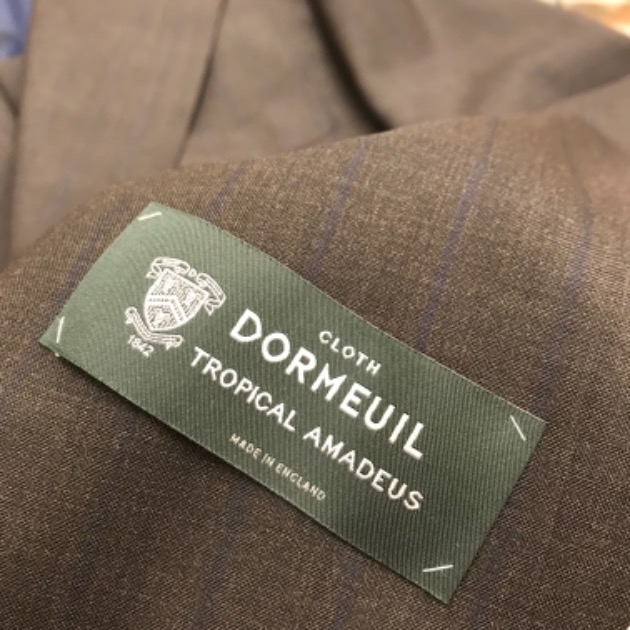 1842
CLOTH
DORMEUIL
TROPICAL AMADEUS
MADE IN ENGLAND